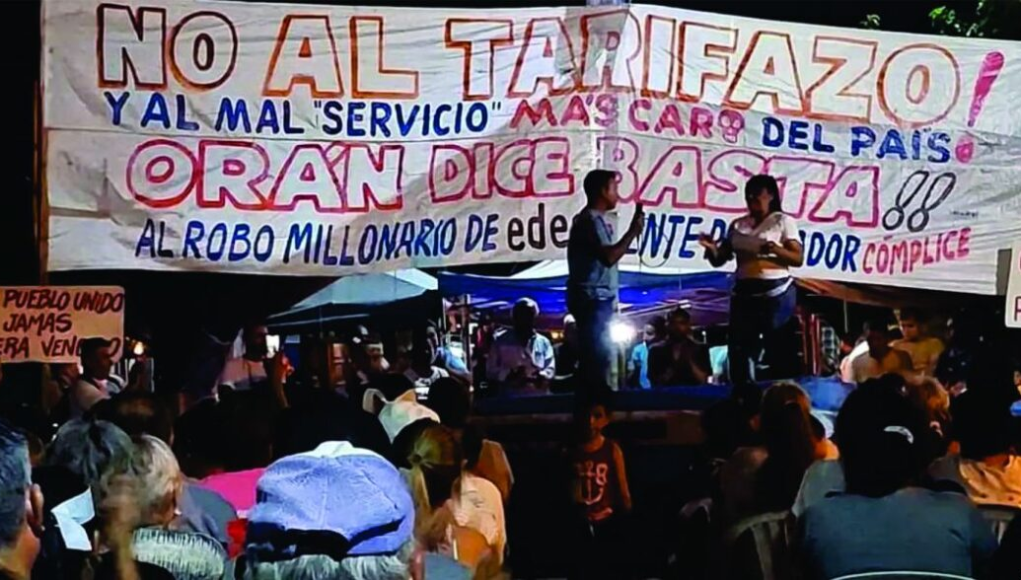 NO AL TARIFAZO!
Y AL MAL "SERVICIO" MÁS CARO DEL PAÍS!
ORÁN DICE BASTA!!
AL ROBO MILLONARIO DE CÓMPLICE
PUEBLO UNIDO
JAMAS
8